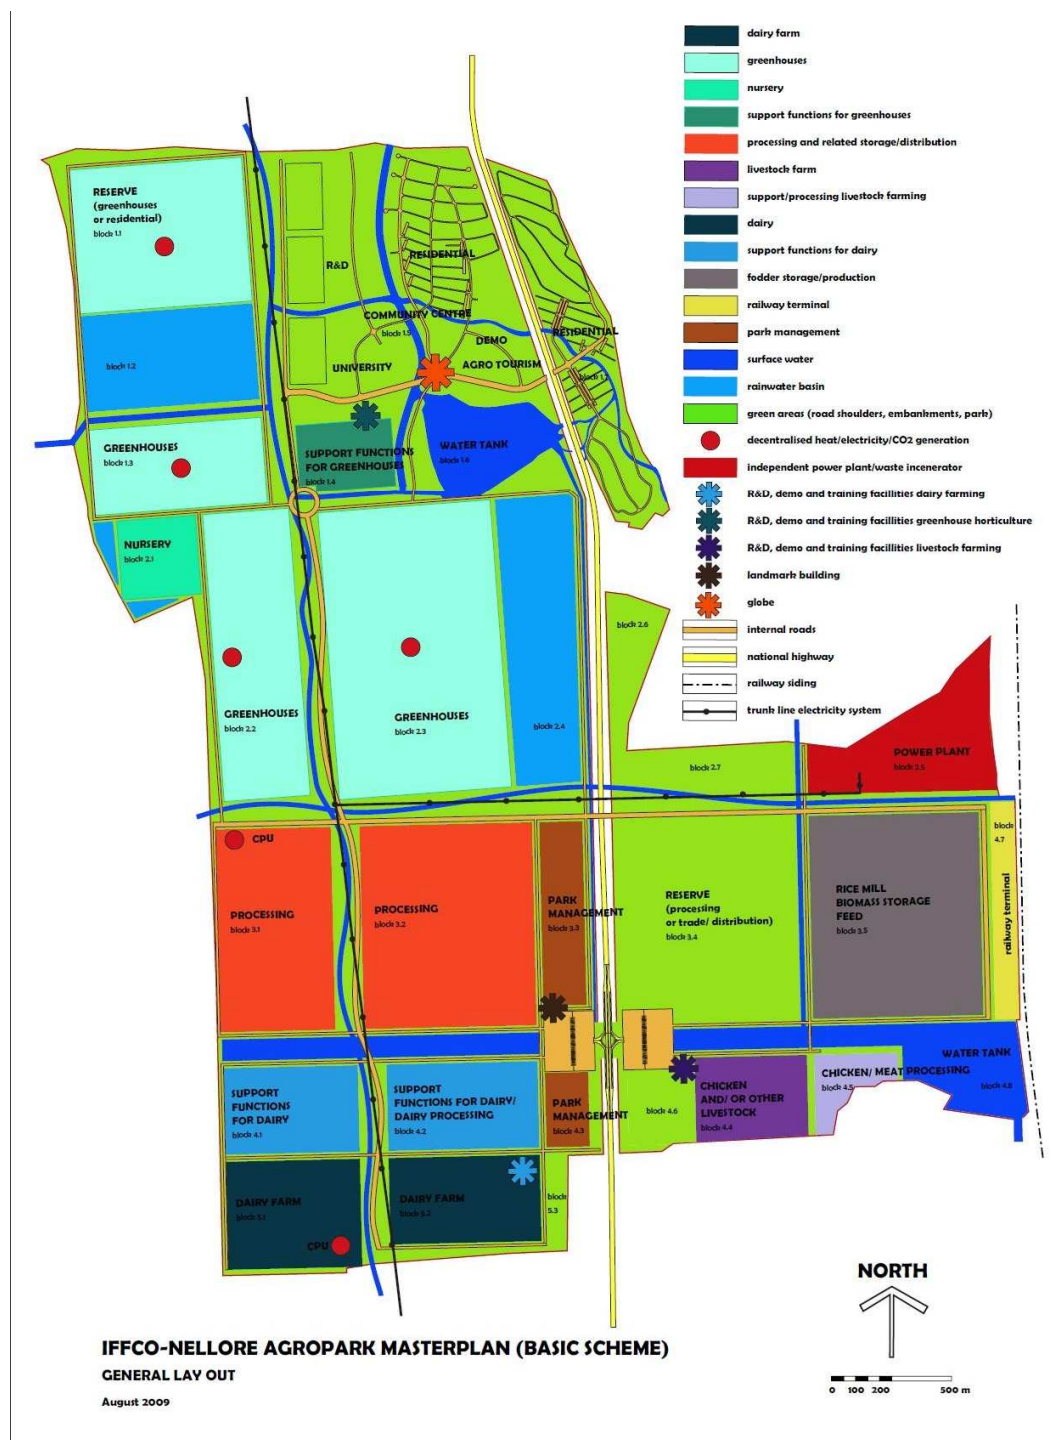 dairy farm
greenhouses
nursery
support functions for greenhouses
processing and related storage/distribution
livestock farm
support/processing livestock farming
dairy
support functions for dairy
fodder storage/production
railway terminal
park management
surface water
rainwater basin
green areas (road shoulders, embankments, park)
decentralised heat/electricity/CO2 generation
independent power plant/waste incenerator
R&D, demo and training facillities dairy farming
R&D, demo and training facillities greenhouse horticulture
R&D, demo and training facillities livestock farming
landmark building
globe
internal roads
national highway
railway siding
trunk line electricity system
RESERVE
(greenhouses
or residential)
block 1.1
R&D
RESIDENTIAL
COMMUNITY CENTRE
block 1.5
DEMO
RESIDENTIAL
block 1.2
UNIVERSITY
AGRO TOURISM
GREENHOUSES
block 1.3
SUPPORT FUNCTIONS
FOR GREENHOUSES
block 1.4
WATER TANK
block 1.6
NURSERY
block 2.1
GREENHOUSES
block 2.2
GREENHOUSES
block 2.3
block 2.4
block 2.6
block 2.7
POWER PLANT
block 2.5
CPU
PROCESSING
block 3.1
PROCESSING
block 3.2
PARK
MANAGEMENT
block 3.3
RESERVE
(processing
or trade/ distribution)
block 3.4
RICE MILL
BIOMASS STORAGE
FEED
block 3.5
block
4.7
railway terminal
SUPPORT
FUNCTIONS
FOR DAIRY
block 4.1
SUPPORT
FUNCTIONS FOR DAIRY/
DAIRY PROCESSING
block 4.2
PARK
MANAGEMENT
block 4.3
block 4.6
CHICKEN
AND/ OR OTHER
LIVESTOCK
block 4.4
CHICKEN/ MEAT PROCESSING
block 4.5
WATER TANK
block 4.8
DAIRY FARM
block 5.1
CPU
DAIRY FARM
block 5.2
block
5.3
NORTH
0 100 200 500 m
IFFCO-NELLORE AGROPARK MASTERPLAN (BASIC SCHEME)
GENERAL LAY OUT
August 2009